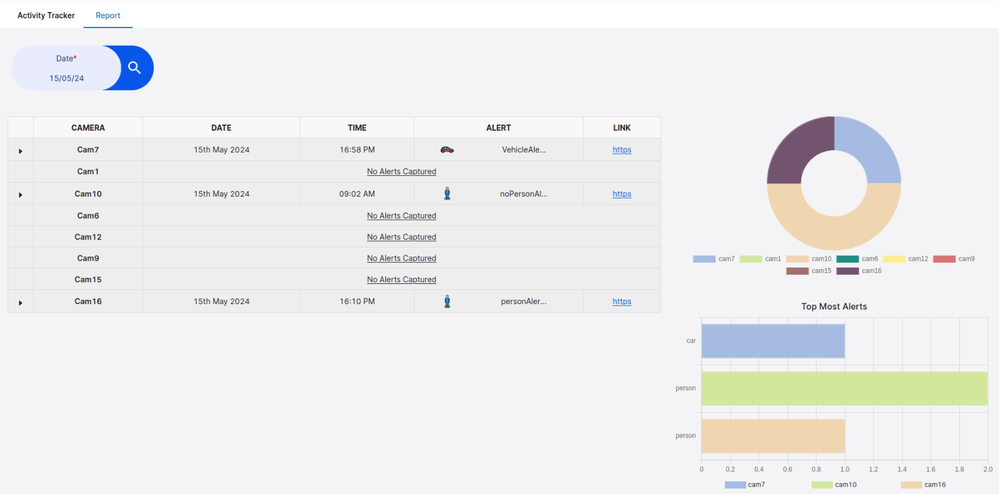 Activity Tracker Report
Date*
15/05/24
CAMERA DATE TIME ALERT LINK
Cam7 15th May 2024 16:58 PM VehicleAle... https
Cam1 No Alerts Captured
Cam10 15th May 2024 09:02 AM noPersonAl... https
Cam6 No Alerts Captured
Cam12 No Alerts Captured
Cam9 No Alerts Captured
Cam15 No Alerts Captured
Cam16 15th May 2024 16:10 PM personAler... https
cam7 cam1 cam10 cam6 cam12 cam9
cam15 cam16
Top Most Alerts
car
person
person
0 0.2 0.4 0.6 0.8 1.0 1.2 1.4 1.6 1.8 2.0
cam7 cam10 cam16